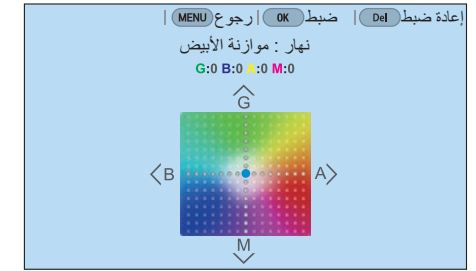 إعادة ضبط Del | ضبط OK | رجوع MENU |
نهار : موازنة الأبيض
G:0 B:0 A:0 M:0
G
B A
M